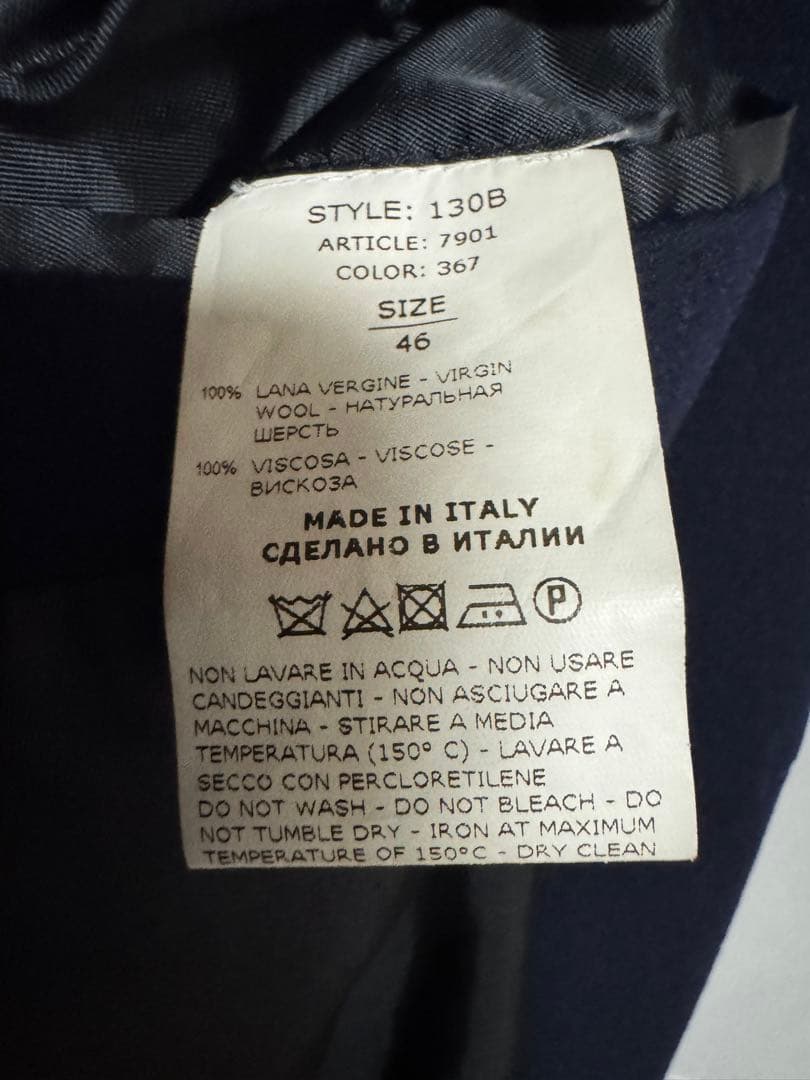 STYLE: 130B
ARTICLE: 7901
COLOR: 367
SIZE
46
100% LANA VERGINE - VIRGIN
WOOL - НАТУРАЛЬНАЯ
ШЕРСТЬ
100% VISCOSA - VISCOSE -
ВИСКОЗА
MADE IN ITALY
СДЕЛАНО В ИТАЛИИ
P
NON LAVARE IN ACQUA - NON USARE
CANDEGGIANTI - NON ASCIUGARE A
MACCHINA - STIRARE A MEDIA
TEMPERATURA (150° C) - LAVARE A
SECCO CON PERCLORETILENE
DO NOT WASH - DO NOT BLEACH - DO
NOT TUMBLE DRY - IRON AT MAXIMUM
TEMPERATURE OF 150°C - DRY CLEAN